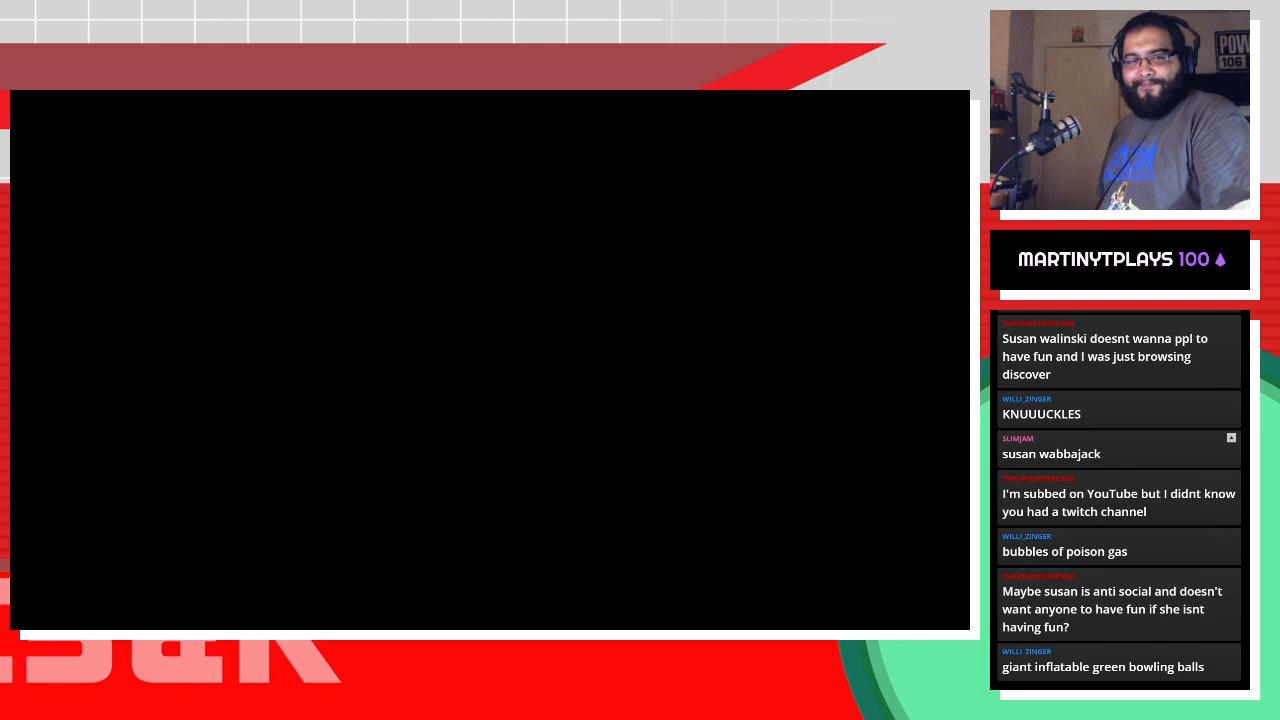 POW
106
MARTINYTPLAYS 100
Susan walinski doesnt wanna ppl to
have fun and I was just browsing
discover
WILLI_ZINGER
KNUUUCKLES
SLIMJAM
susan wabbajack
I'm subbed on YouTube but I didnt know
you had a twitch channel
WILLI_ZINGER
bubbles of poison gas
Maybe susan is anti social and doesn't
want anyone to have fun if she isnt
having fun?
WILLI_ZINGER
giant inflatable green bowling balls